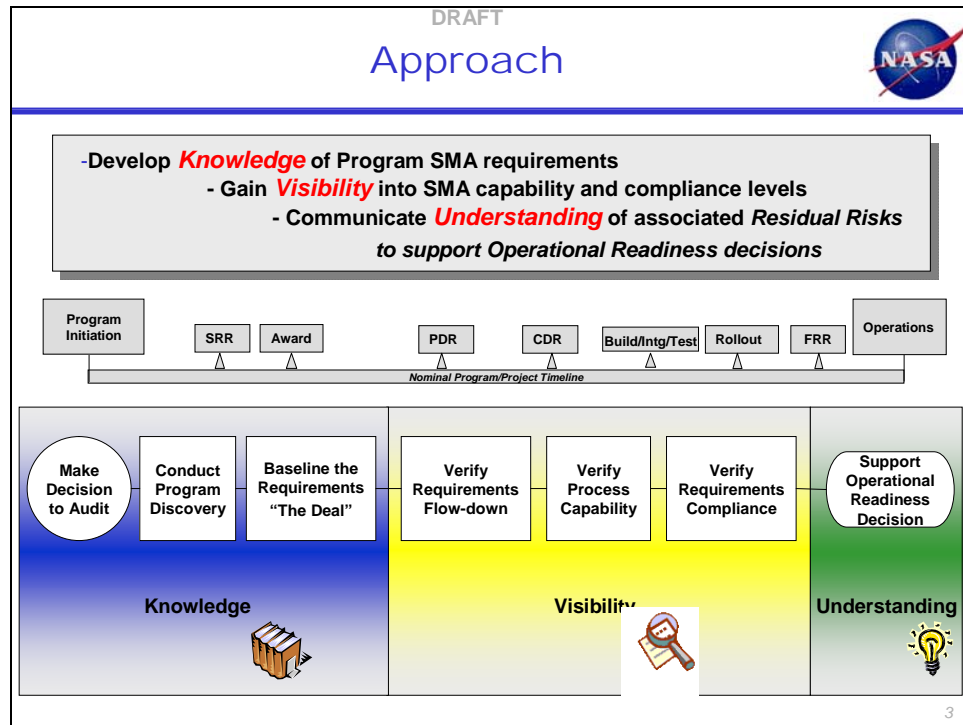 DRAFT
Approach
NASA
-Develop Knowledge of Program SMA requirements
- Gain Visibility into SMA capability and compliance levels
- Communicate Understanding of associated Residual Risks
to support Operational Readiness decisions
Program
Initiation
SRR
Award
PDR
CDR
Build/Intg/Test
Rollout
FRR
Operations
Nominal Program/Project Timeline
Make
Decision
to Audit
Conduct
Program
Discovery
Baseline the
Requirements
“The Deal”
Verify
Requirements
Flow-down
Verify
Process
Capability
Verify
Requirements
Compliance
Support
Operational
Readiness
Decision
Knowledge
Visibility
Understanding
3